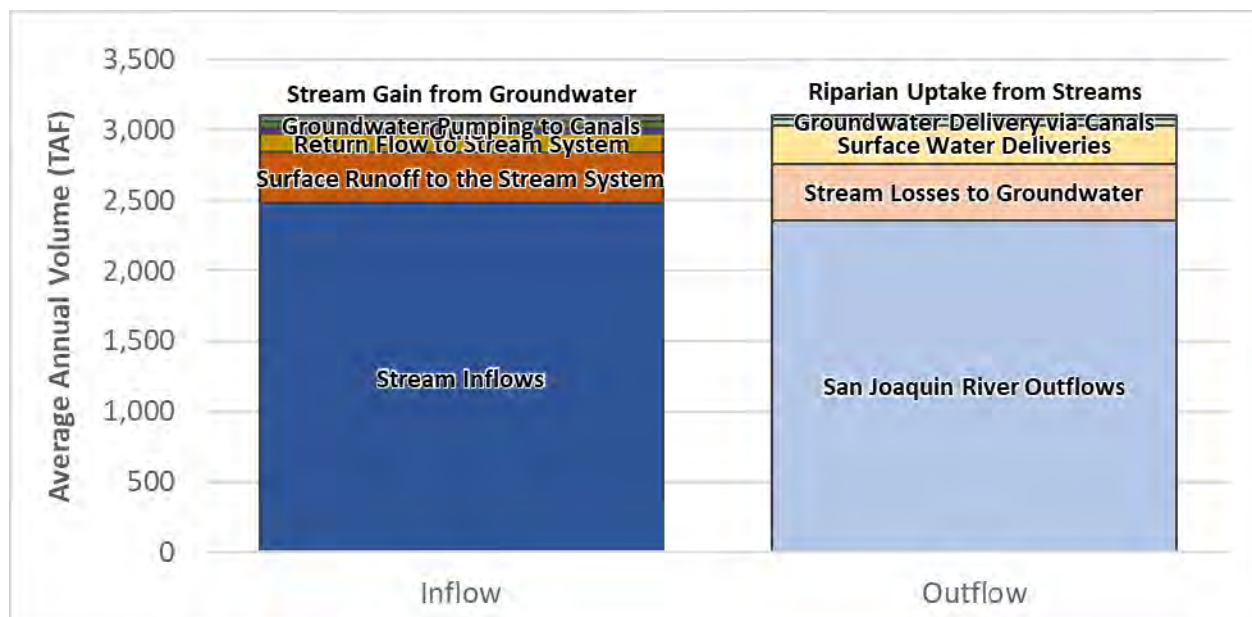 3,500
3,000
2,500
2,000
1,500
1,000
500
0
Average Annual Volume (TAF)
Stream Gain from Groundwater
Groundwater Pumping to Canals
Return Flow to Stream System
Surface Runoff to the Stream System
Stream Inflows
Riparian Uptake from Streams
Groundwater Delivery via Canals
Surface Water Deliveries
Stream Losses to Groundwater
San Joaquin River Outflows
Inflow
Outflow